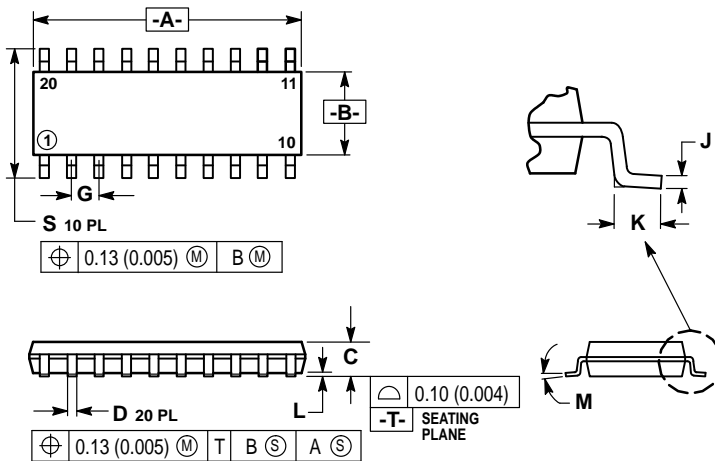 -A-
20 11
-B-
1 10
G
S 10 PL
⌖ 0.13 (0.005) Ⓜ B Ⓜ
J
K
C
L
D 20 PL
⌖ 0.13 (0.005) Ⓜ T B Ⓢ A Ⓢ
⌓ 0.10 (0.004)
-T- SEATING
PLANE
M